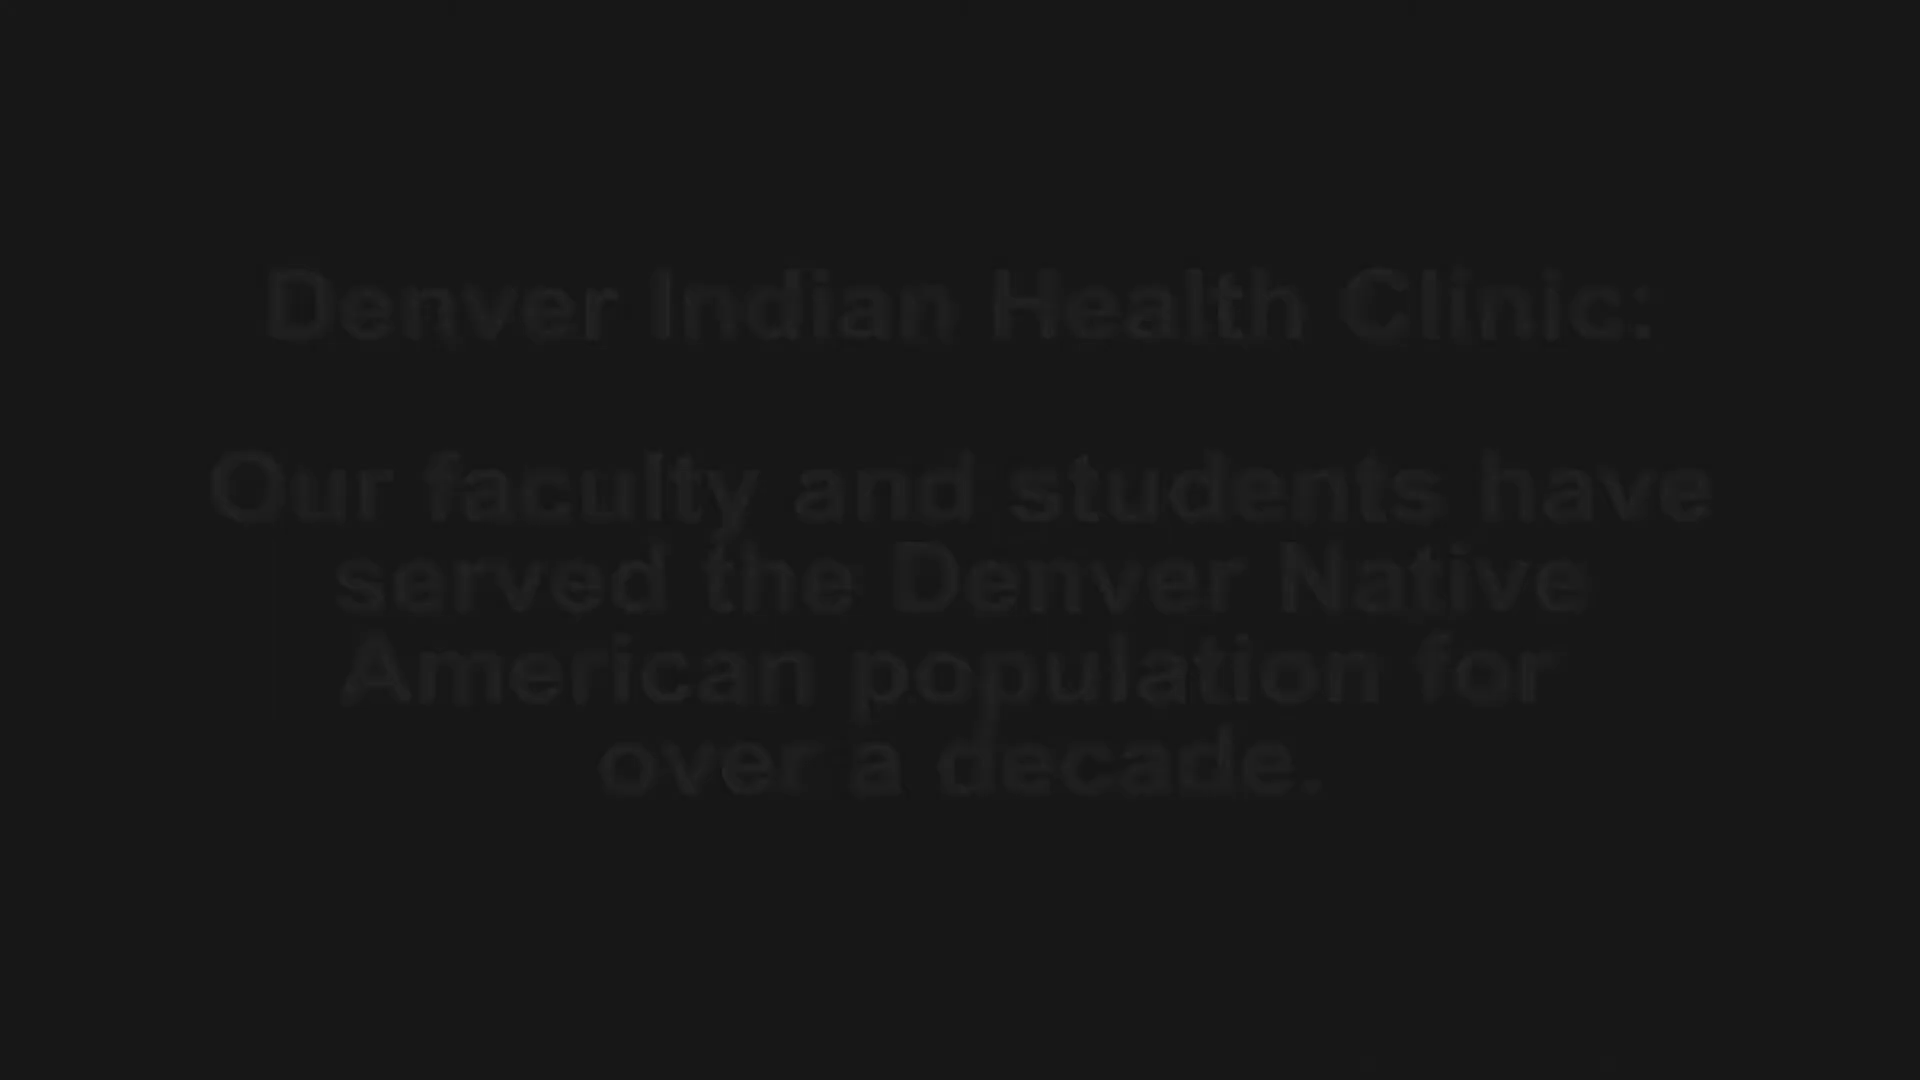 Denver Indian Health Clinic:
Our faculty and students have
served the Denver Native
American population for
over a decade.